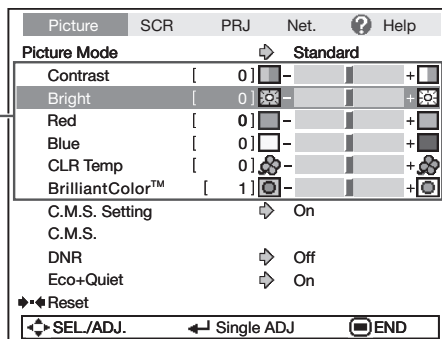 Picture SCR PRJ Net. Help
Picture Mode Standard
Contrast [ 0 ] - +
Bright [ 0 ] - +
Red [ 0 ] - +
Blue [ 0 ] - +
CLR Temp [ 0 ] - +
BrilliantColor™ [ 1 ] - +
C.M.S. Setting On
C.M.S.
DNR Off
Eco+Quiet On
Reset
SEL./ADJ. Single ADJ END